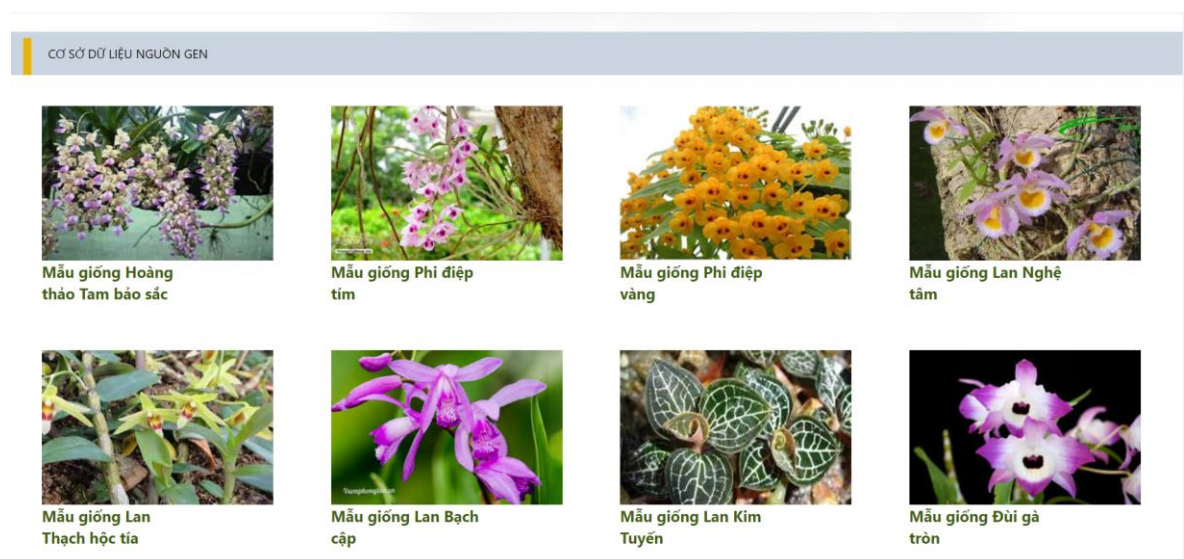 CƠ SỞ DỮ LIỆU NGUỒN GEN
Mẫu giống Hoàng
thảo Tam bảo sắc
Mẫu giống Phi điệp
tím
Mẫu giống Phi điệp
vàng
Mẫu giống Lan Nghệ
tâm
Mẫu giống Lan
Thạch hộc tía
Mẫu giống Lan Bạch
cập
Mẫu giống Lan Kim
Tuyến
Mẫu giống Đùi gà
tròn